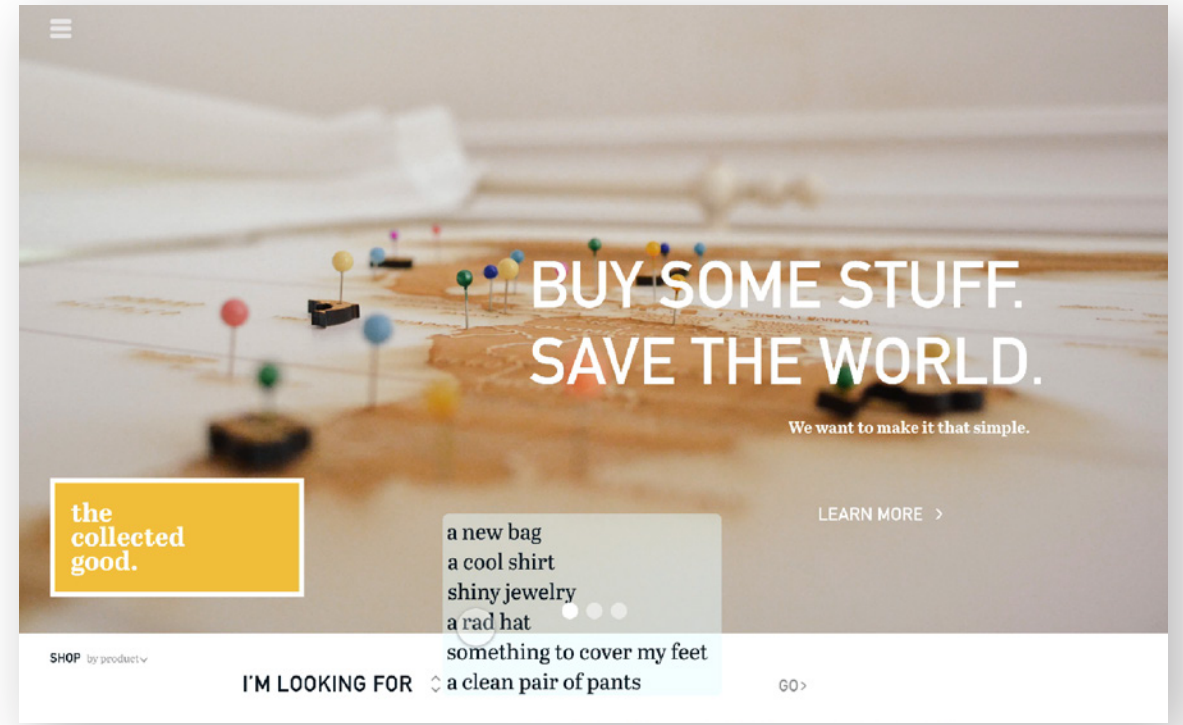 BUY SOME STUFF.
SAVE THE WORLD.
We want to make it that simple.
LEARN MORE >
the
collected
good.
a new bag
a cool shirt
shiny jewelry
a rad hat
something to cover my feet
a clean pair of pants
SHOP by product
I'M LOOKING FOR
GO>